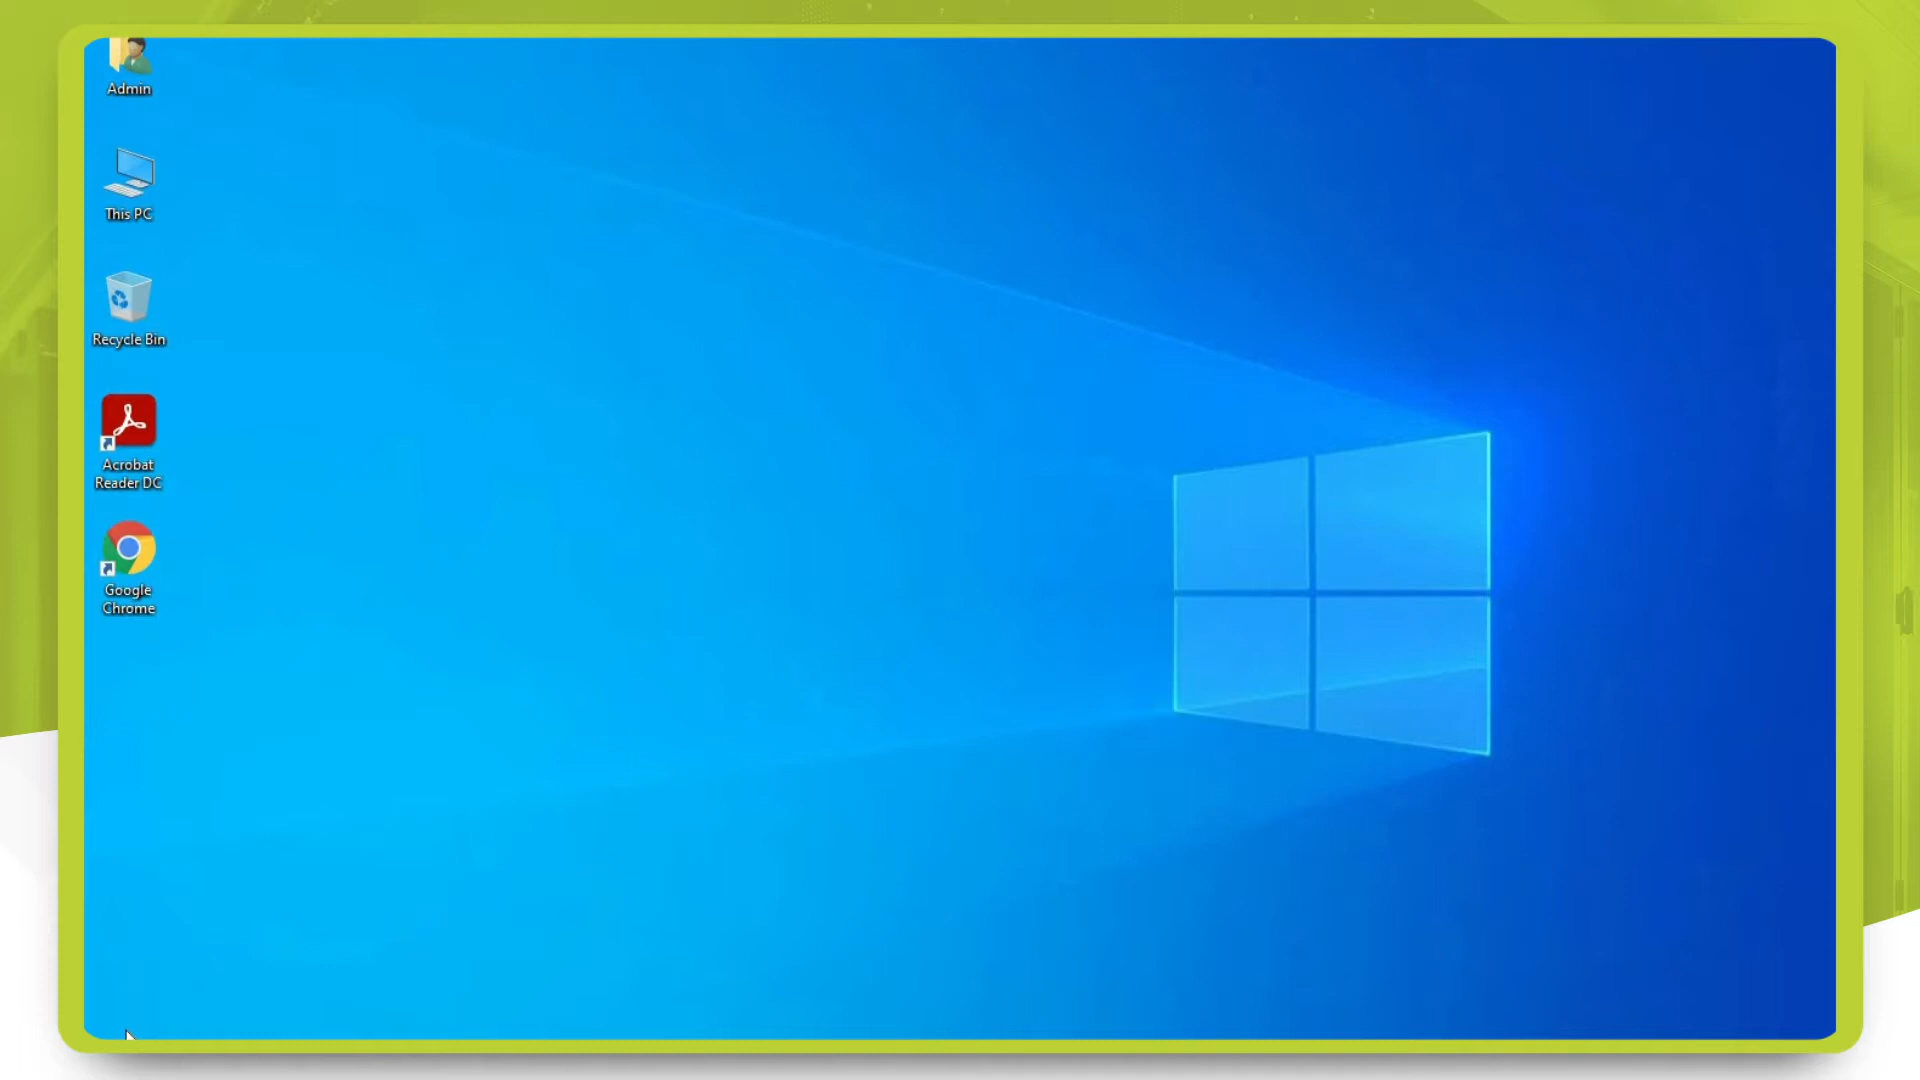 Admin
This PC
Recycle Bin
Acrobat
Reader DC
Google
Chrome